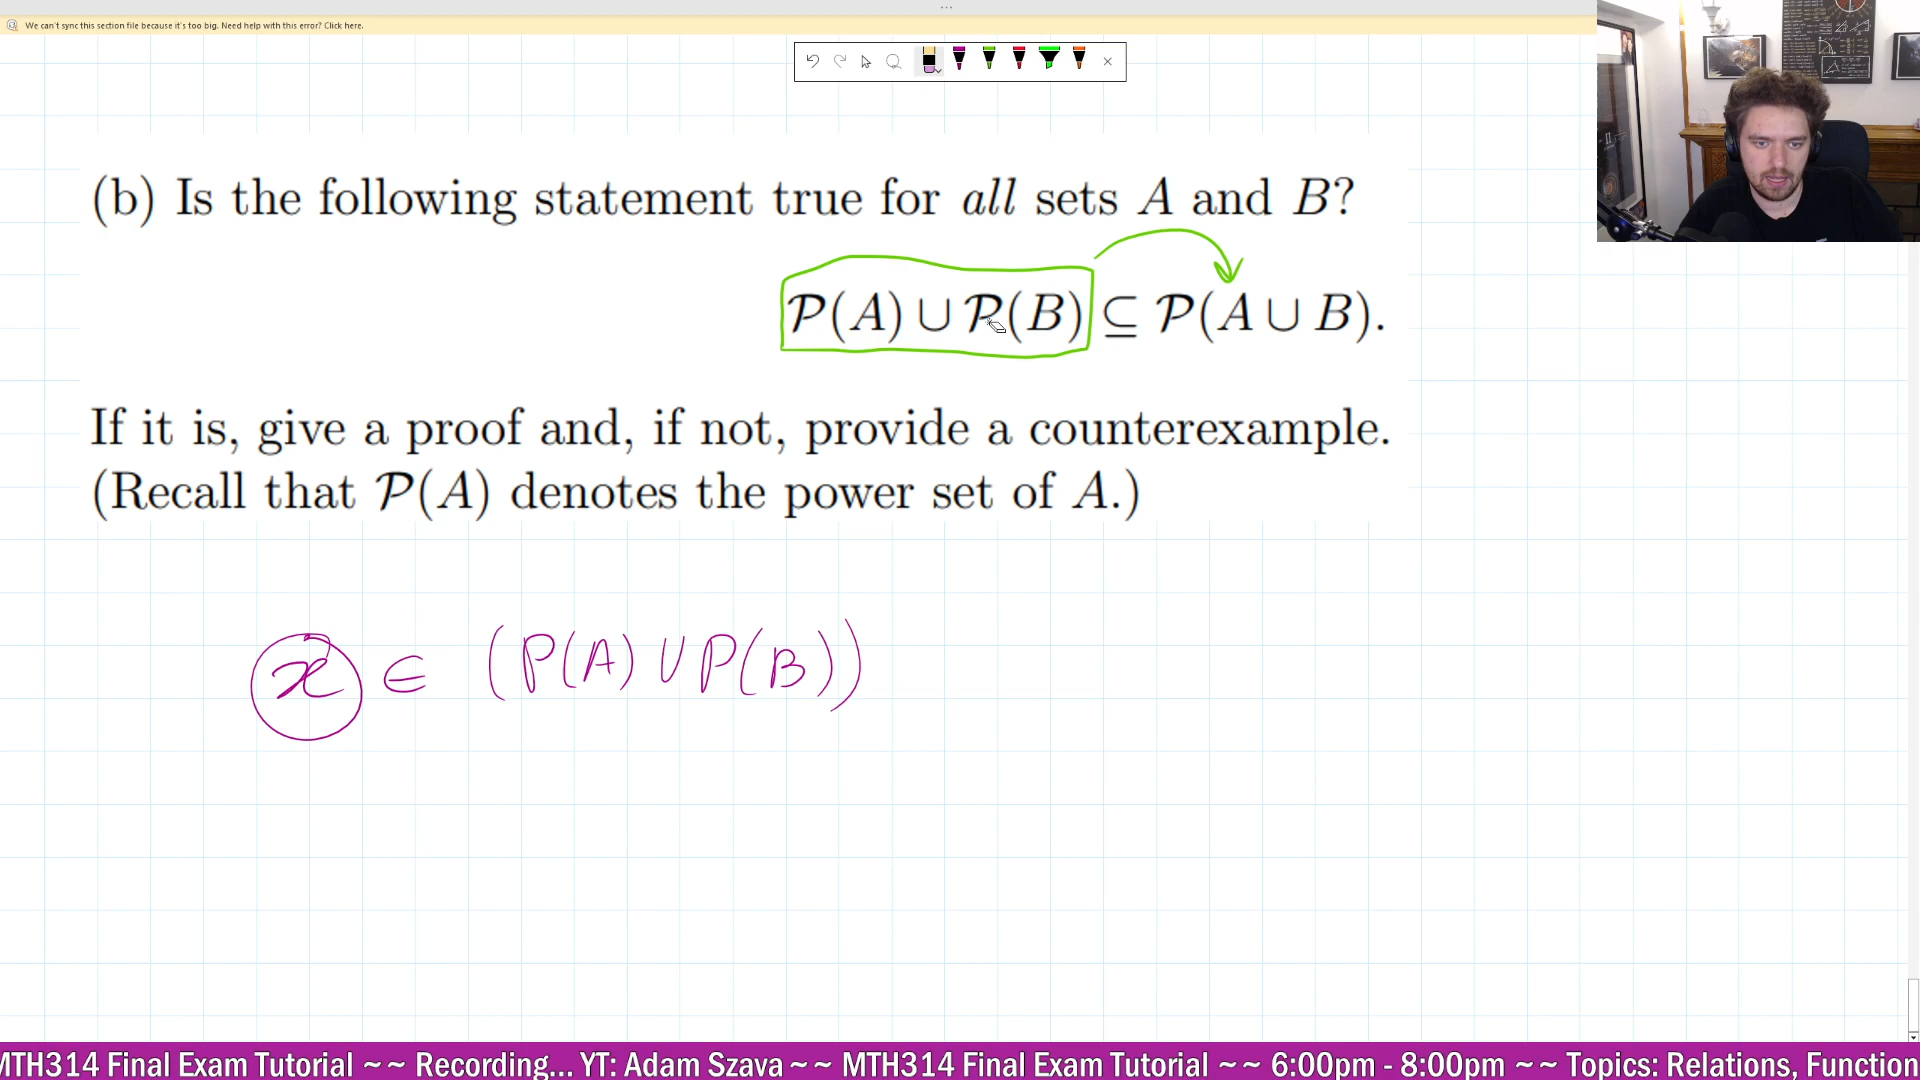 We can't sync this section file because it's too big. Need help with this error? Click here.
(b) Is the following statement true for all sets A and B?
𝒫(A) ∪ 𝒫(B) ⊆ 𝒫(A ∪ B).
If it is, give a proof and, if not, provide a counterexample.
(Recall that 𝒫(A) denotes the power set of A.)
x ∈ (P(A) ∪ P(B))
MTH314 Final Exam Tutorial ~~ Recording... YT: Adam Szava ~~ MTH314 Final Exam Tutorial ~~ 6:00pm - 8:00pm ~~ Topics: Relations, Function